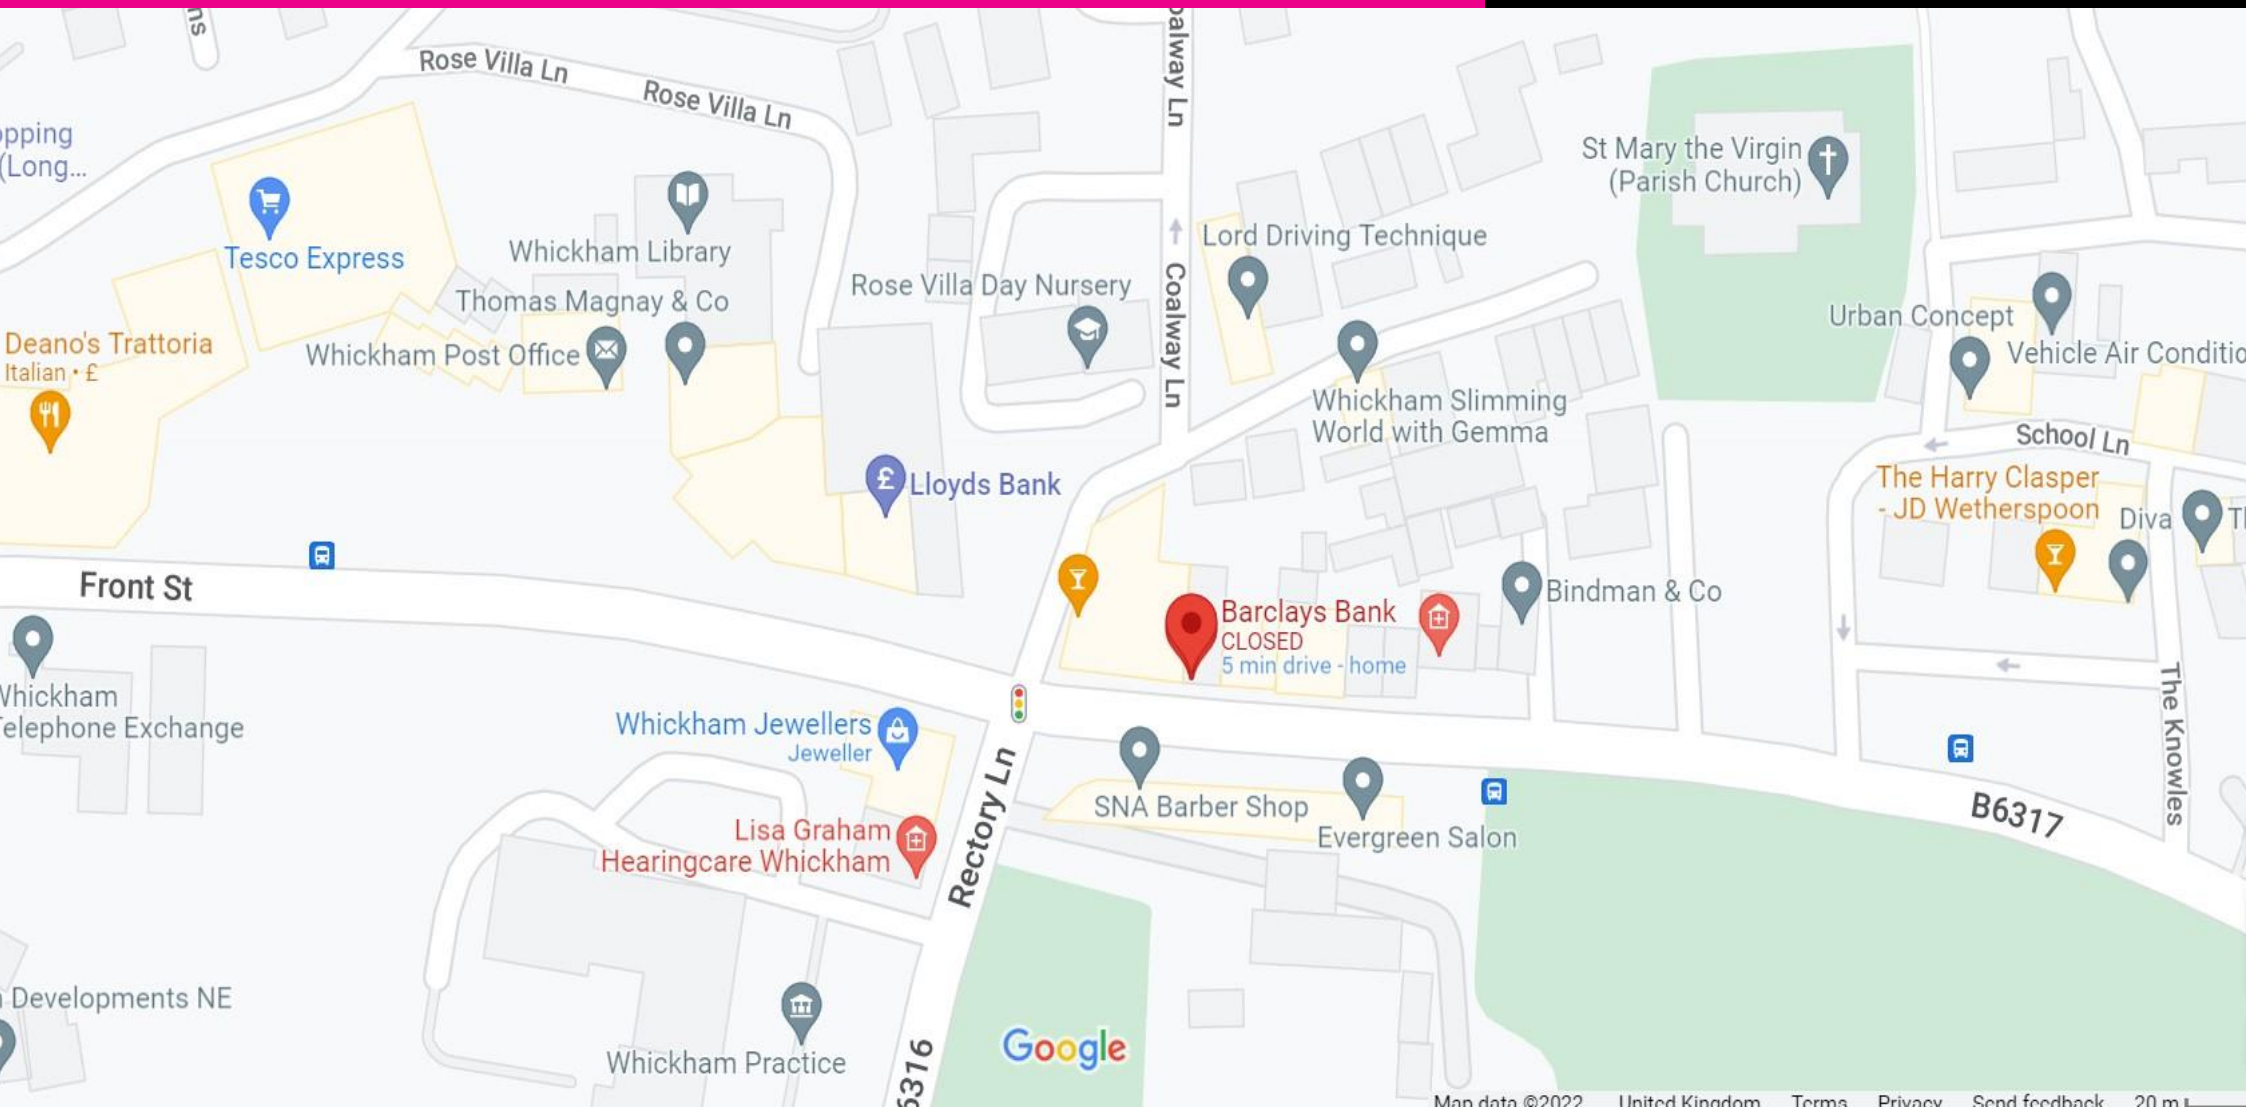 ns
Rose Villa Ln
Rose Villa Ln
oalway Ln
opping
(Long...
St Mary the Virgin
(Parish Church)
Tesco Express
Whickham Library
Lord Driving Technique
Thomas Magnay & Co
Rose Villa Day Nursery
Coalway Ln
Urban Concept
Deano's Trattoria
Italian • £
Whickham Post Office
Vehicle Air Conditio
Whickham Slimming
World with Gemma
School Ln
£
Lloyds Bank
The Harry Clasper
- JD Wetherspoon
Diva
Front St
Barclays Bank
CLOSED
5 min drive - home
Bindman & Co
Whickham
elephone Exchange
Whickham Jewellers
Jeweller
The Knowles
SNA Barber Shop
B6317
Lisa Graham
Hearingcare Whickham
Evergreen Salon
Rectory Ln
Developments NE
Whickham Practice
Google
6316
Map data ©2022
United Kingdom
Terms
Privacy
Send feedback
20 m